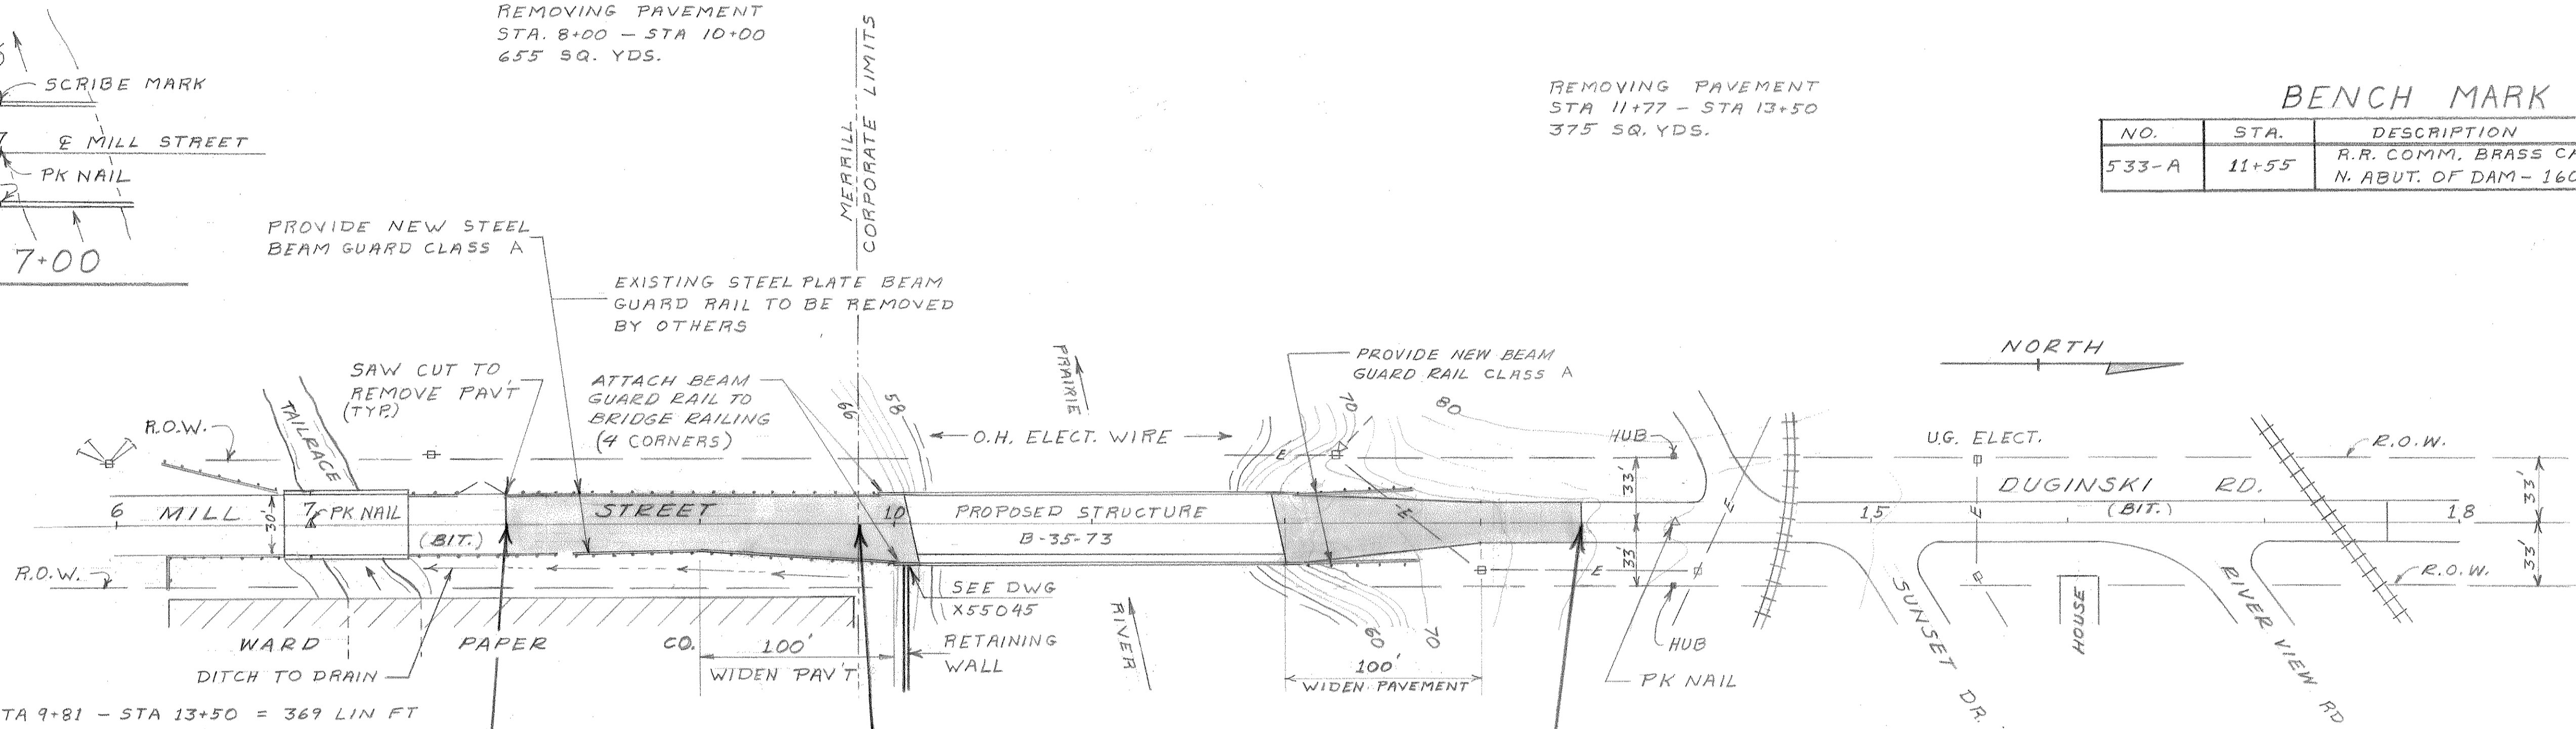 REMOVING PAVEMENT
STA. 8+00 — STA 10+00
655 SQ. YDS.
MERRILL
CORPORATE LIMITS
REMOVING PAVEMENT
STA 11+77 — STA 13+50
375 SQ. YDS.
BENCH MARK
NO. STA. DESCRIPTION
533-A 11+55 R.R. COMM. BRASS
N. ABUT. OF DAM - 160
SCRIBE MARK
℄ MILL STREET
PK NAIL
7+00
PROVIDE NEW STEEL
BEAM GUARD CLASS A
EXISTING STEEL PLATE BEAM
GUARD RAIL TO BE REMOVED
BY OTHERS
SAW CUT TO
REMOVE PAV'T
(TYP.)
ATTACH BEAM
GUARD RAIL TO
BRIDGE RAILING
(4 CORNERS)
PRAIRIE
PROVIDE NEW BEAM
GUARD RAIL CLASS A
NORTH
R.O.W.
TAILRACE
66
58
O.H. ELECT. WIRE
E
70
80
HUB
U.G. ELECT.
R.O.W.
6 MILL 30' 7 PK NAIL
(BIT.)
STREET
10
PROPOSED STRUCTURE
B-35-73
E
33'
33'
E
15
DUGINSKI RD.
(BIT.)
E
18
33'
33'
R.O.W.
E
R.O.W.
SEE DWG
X55045
RETAINING
WALL
RIVER
60
70
HUB
PK NAIL
SUNSET DR.
HOUSE
RIVER VIEW RD
WARD PAPER CO.
DITCH TO DRAIN
100'
WIDEN PAV'T
100'
WIDEN PAVEMENT
TA 9+81 — STA 13+50 = 369 LIN FT